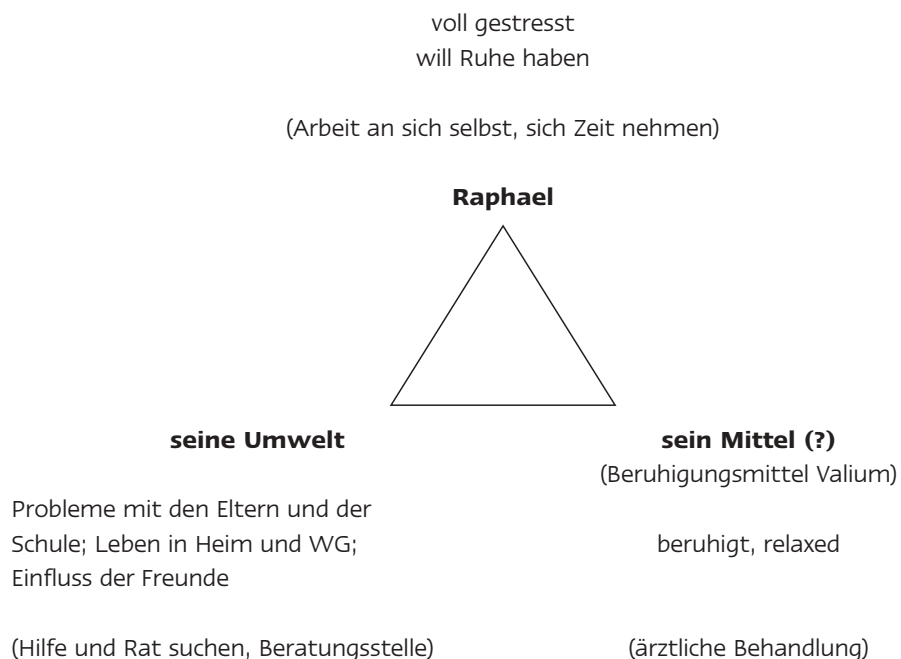 voll gestresst
will Ruhe haben
(Arbeit an sich selbst, sich Zeit nehmen)
Raphael
seine Umwelt
Probleme mit den Eltern und der
Schule; Leben in Heim und WG;
Einfluss der Freunde
(Hilfe und Rat suchen, Beratungsstelle)
sein Mittel (?)
(Beruhigungsmittel Valium)
beruhigt, relaxed
(ärztliche Behandlung)